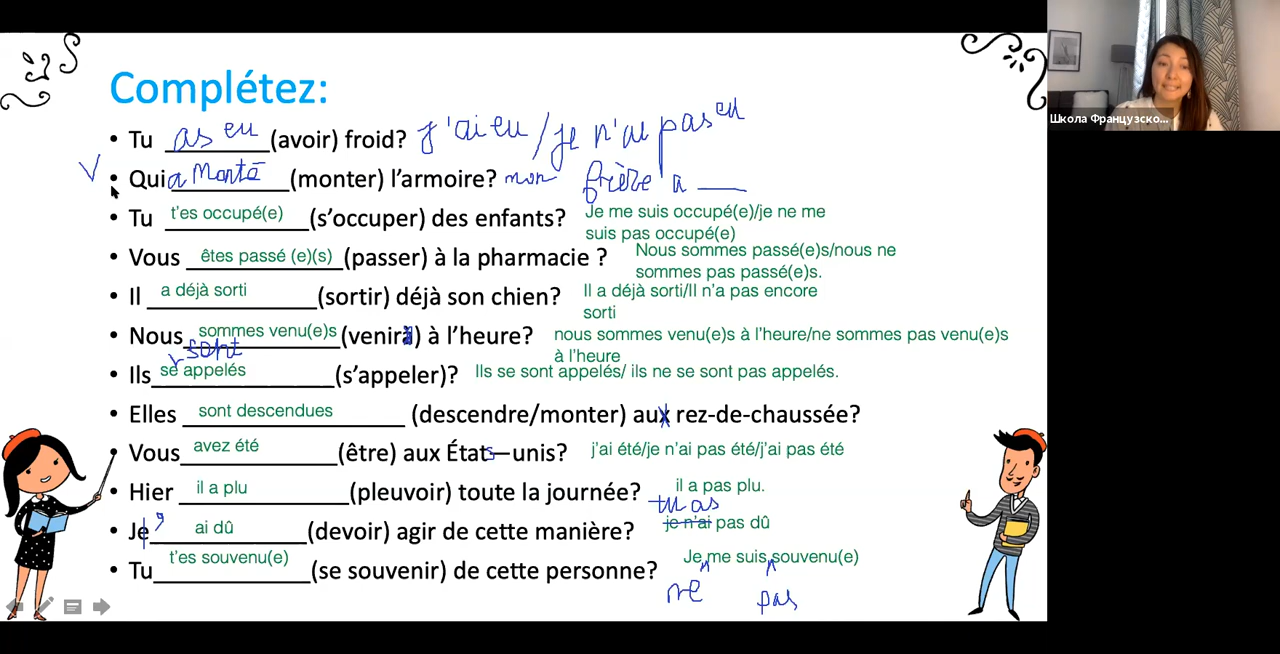 Complétez:
• Tu as eu (avoir) froid? j'ai eu / je n'ai pas eu
V • Qui a monté (monter) l'armoire? mon frère a ___
• Tu t'es occupé(e) (s'occuper) des enfants? Je me suis occupé(e)/je ne me
suis pas occupé(e)
• Vous êtes passé (e)(s) (passer) à la pharmacie ? Nous sommes passé(e)s/nous ne
sommes pas passé(e)s.
• Il a déjà sorti (sortir) déjà son chien? Il a déjà sorti/Il n'a pas encore
sorti
• Nous sommes venu(e)s (venir) à l'heure? nous sommes venu(e)s à l'heure/ne sommes pas venu(e)s
à l'heure
sont
• Ils se appelés (s'appeler)? Ils se sont appelés/ ils ne se sont pas appelés.
• Elles sont descendues (descendre/monter) aux rez-de-chaussée?
• Vous avez été (être) aux États—unis? j'ai été/je n'ai pas été/j'ai pas été
• Hier il a plu (pleuvoir) toute la journée? il a pas plu.
tu as
• Je ' ai dû (devoir) agir de cette manière? je n'ai pas dû
• Tu t'es souvenu(e) (se souvenir) de cette personne? Je me suis souvenu(e)
ne pas
Школа Французско...